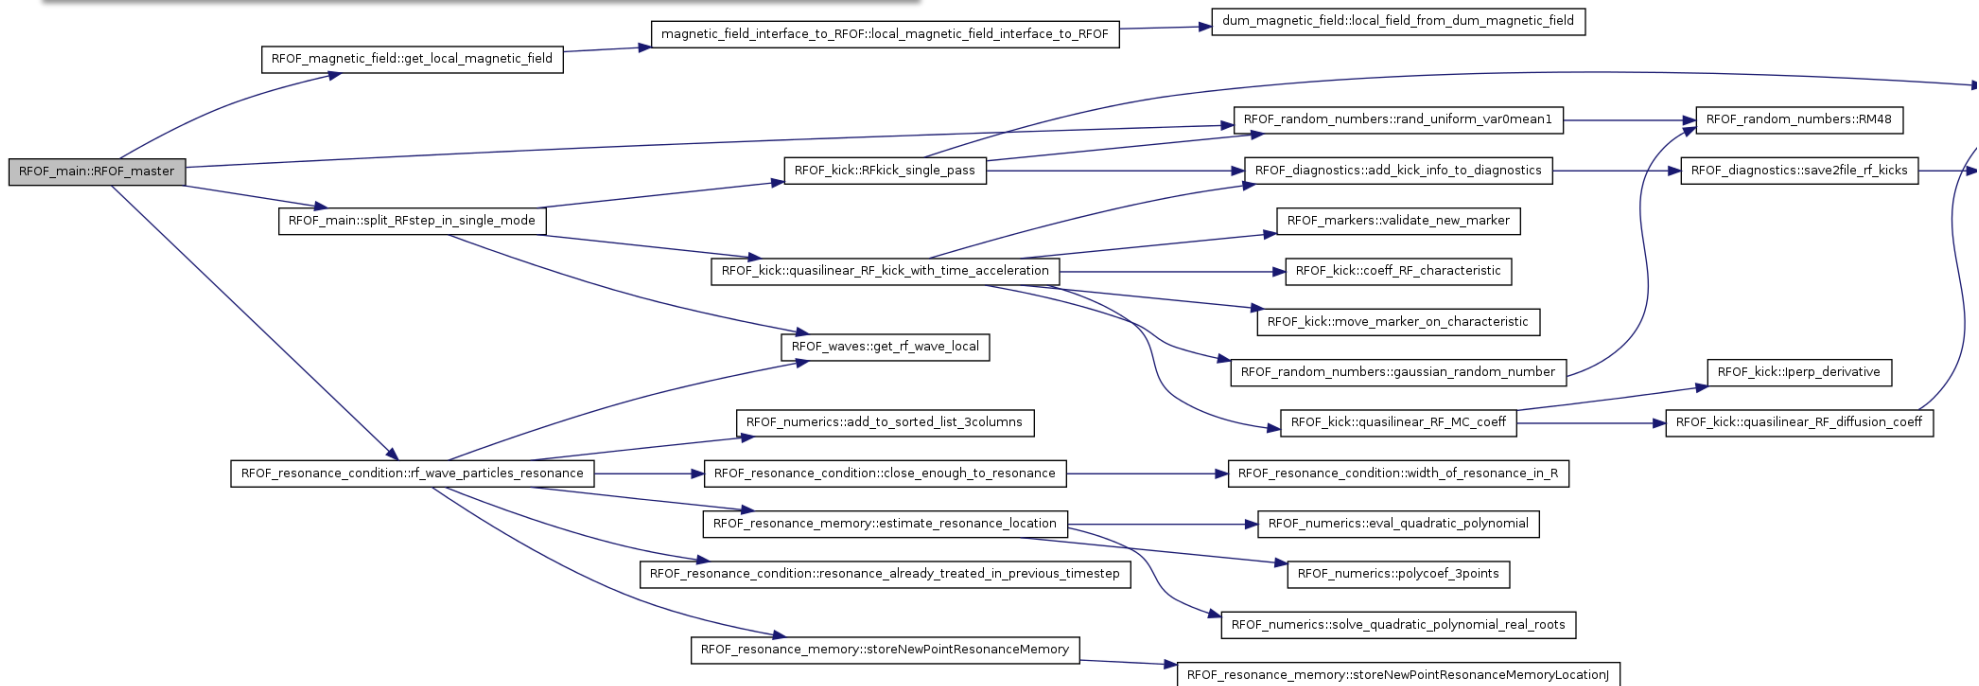 dum_magnetic_field::local_field_from_dum_magnetic_field
magnetic_field_interface_to_RFOF::local_magnetic_field_interface_to_RFOF
RFOF_magnetic_field::get_local_magnetic_field
RFOF_random_numbers::rand_uniform_var0mean1
RFOF_random_numbers::RM48
RFOF_main::RFOF_master
RFOF_kick::RFkick_single_pass
RFOF_diagnostics::add_kick_info_to_diagnostics
RFOF_diagnostics::save2file_rf_kicks
RFOF_main::split_RFstep_in_single_mode
RFOF_markers::validate_new_marker
RFOF_kick::quasilinear_RF_kick_with_time_acceleration
RFOF_kick::coeff_RF_characteristic
RFOF_kick::move_marker_on_characteristic
RFOF_waves::get_rf_wave_local
RFOF_random_numbers::gaussian_random_number
RFOF_kick::Iperp_derivative
RFOF_numerics::add_to_sorted_list_3columns
RFOF_kick::quasilinear_RF_MC_coeff
RFOF_kick::quasilinear_RF_diffusion_coeff
RFOF_resonance_condition::rf_wave_particles_resonance
RFOF_resonance_condition::close_enough_to_resonance
RFOF_resonance_condition::width_of_resonance_in_R
RFOF_resonance_memory::estimate_resonance_location
RFOF_numerics::eval_quadratic_polynomial
RFOF_resonance_condition::resonance_already_treated_in_previous_timestep
RFOF_numerics::polycoef_3points
RFOF_numerics::solve_quadratic_polynomial_real_roots
RFOF_resonance_memory::storeNewPointResonanceMemory
RFOF_resonance_memory::storeNewPointResonanceMemoryLocationJ